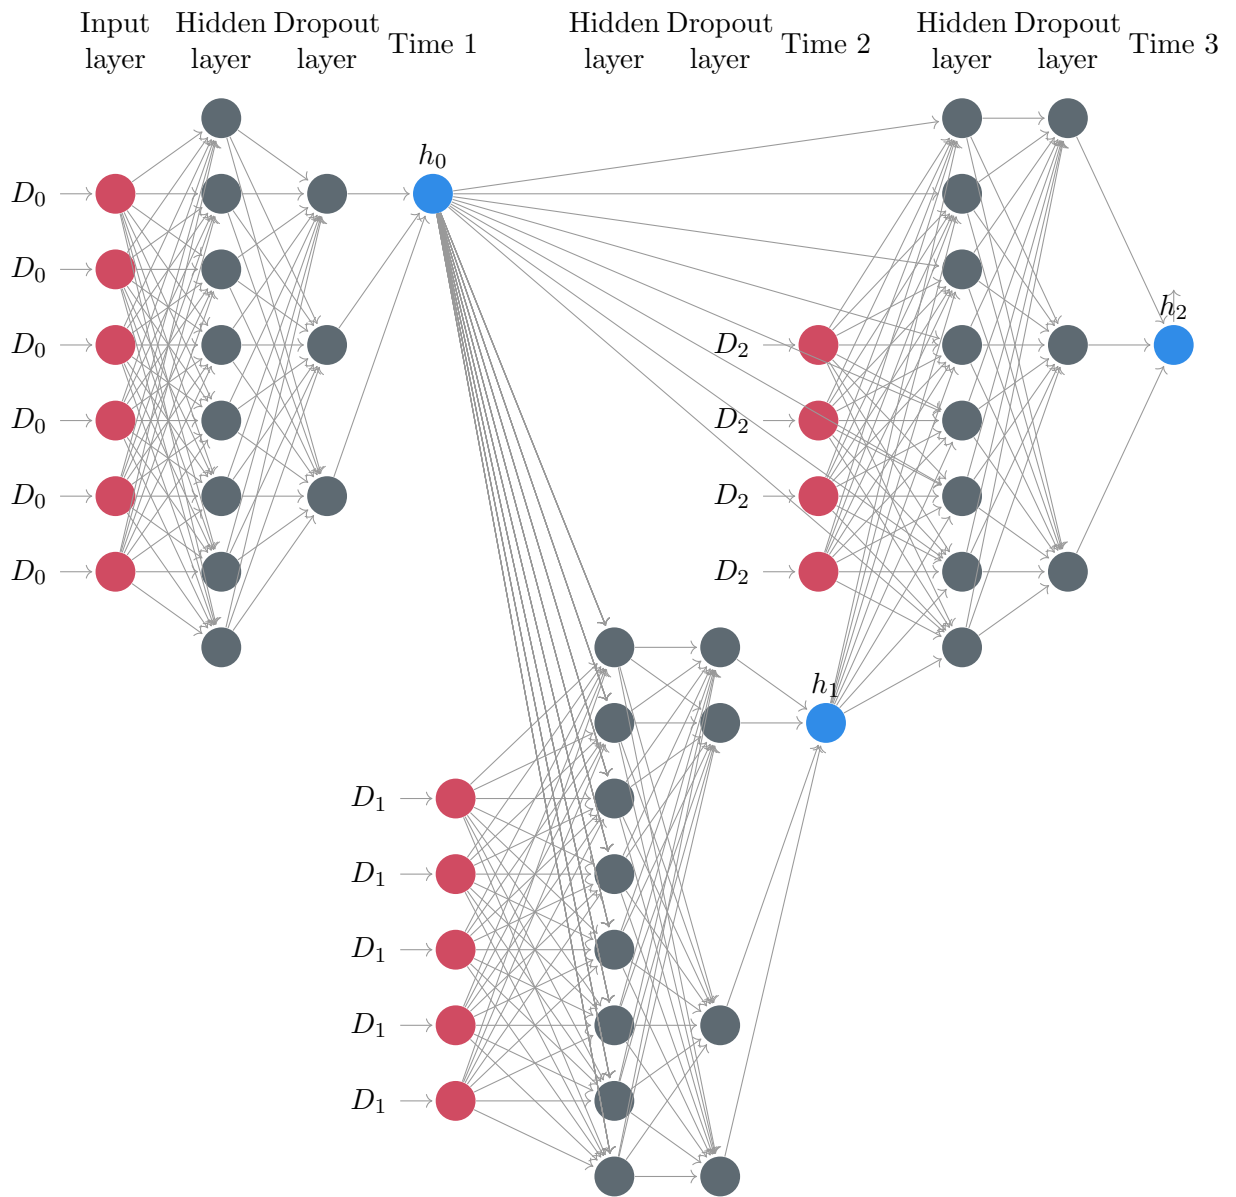 Input layer
Hidden layer
Dropout layer
Time 1
Hidden layer
Dropout layer
Time 2
Hidden layer
Dropout layer
Time 3
h₀
D₀
D₀
D₀
D₀
D₀
D₀
h₂
D₂
D₂
D₂
D₂
h₁
D₁
D₁
D₁
D₁
D₁